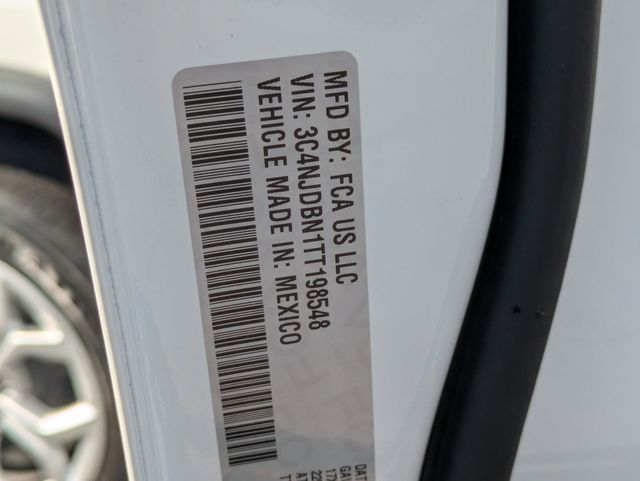 MFD BY: FCA US LLC
VIN: 3C4NJDBN1TT198548
VEHICLE MADE IN: MEXICO